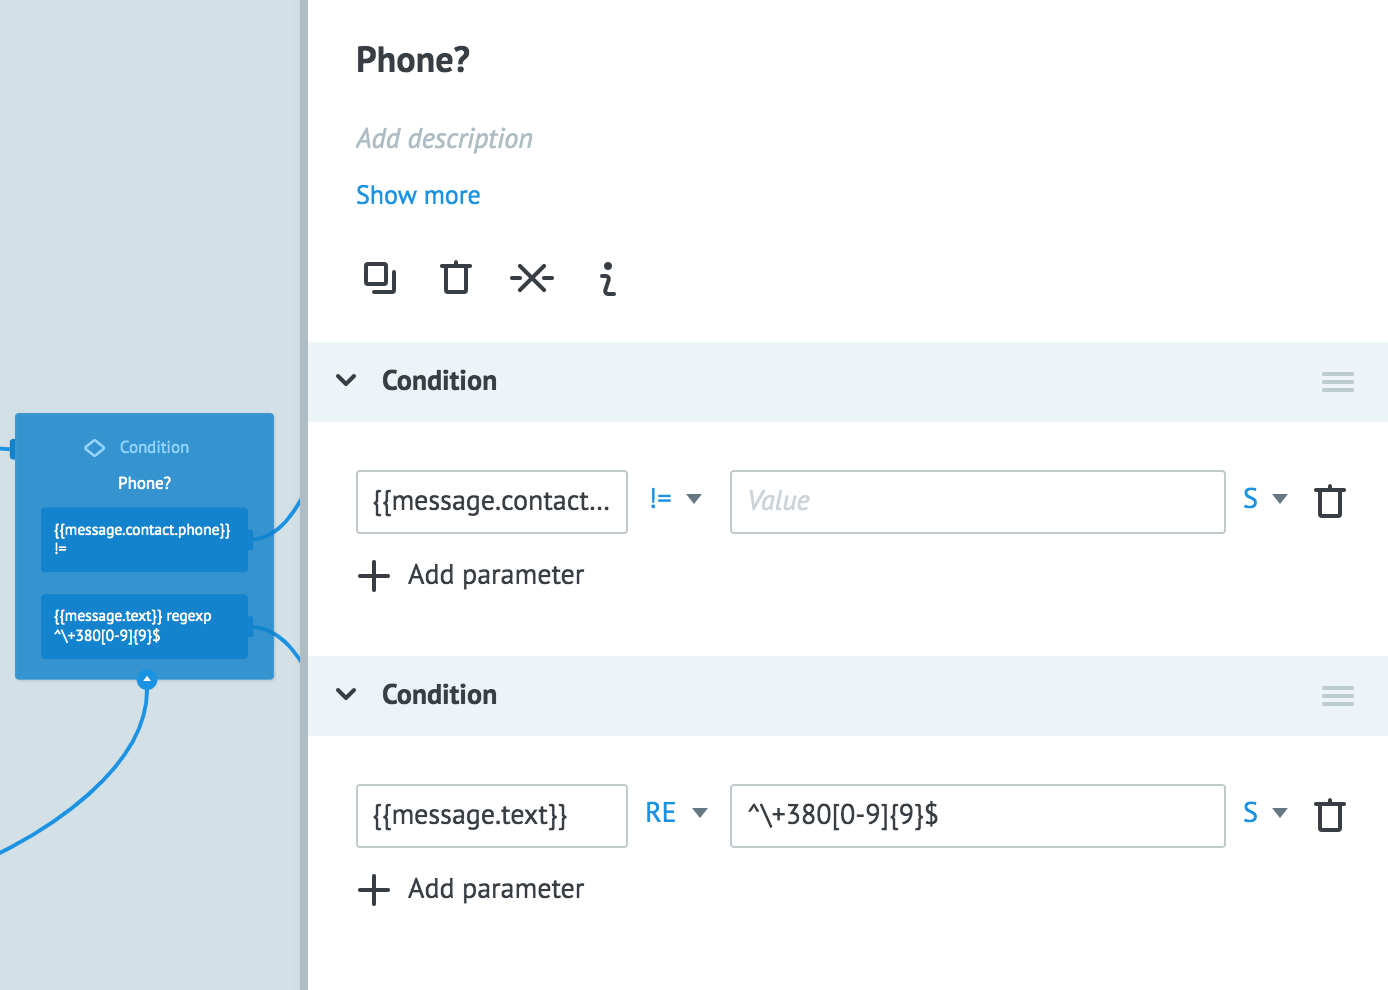 Condition
Phone?
{{message.contact.phone}}
!=
{{message.text}} regexp
^\+380[0-9]{9}$
Phone?
Add description
Show more
Condition
{{message.contact... != Value S
Add parameter
Condition
{{message.text}} RE ^\+380[0-9]{9}$ S
Add parameter